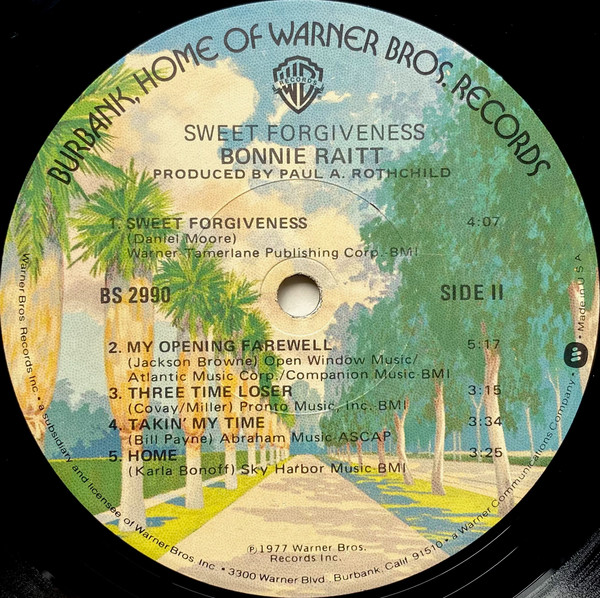 BURBANK, HOME OF WARNER BROS. RECORDS
WB
RECORDS
SWEET FORGIVENESS
BONNIE RAITT
PRODUCED BY PAUL A. ROTHCHILD
1. SWEET FORGIVENESS 4:07
(Daniel Moore)
Warner-Tamerlane Publishing Corp.-BMI
BS 2990 SIDE II
2. MY OPENING FAREWELL 5:17
(Jackson Browne) Open Window Music/
Atlantic Music Corp./Companion Music-BMI
3. THREE TIME LOSER 3:15
(Covay/Miller) Pronto Music, Inc. BMI
4. TAKIN' MY TIME 3:34
(Bill Payne) Abraham Music-ASCAP
5. HOME 3:25
(Karla Bonoff) Sky Harbor Music-BMI
℗ 1977 Warner Bros.
Records Inc.
Warner Bros. Records Inc. • a subsidiary and licensee of Warner Bros. Inc. • 3300 Warner Blvd., Burbank, Calif. 91510 • a Warner Communications Company • Made in U.S.A.